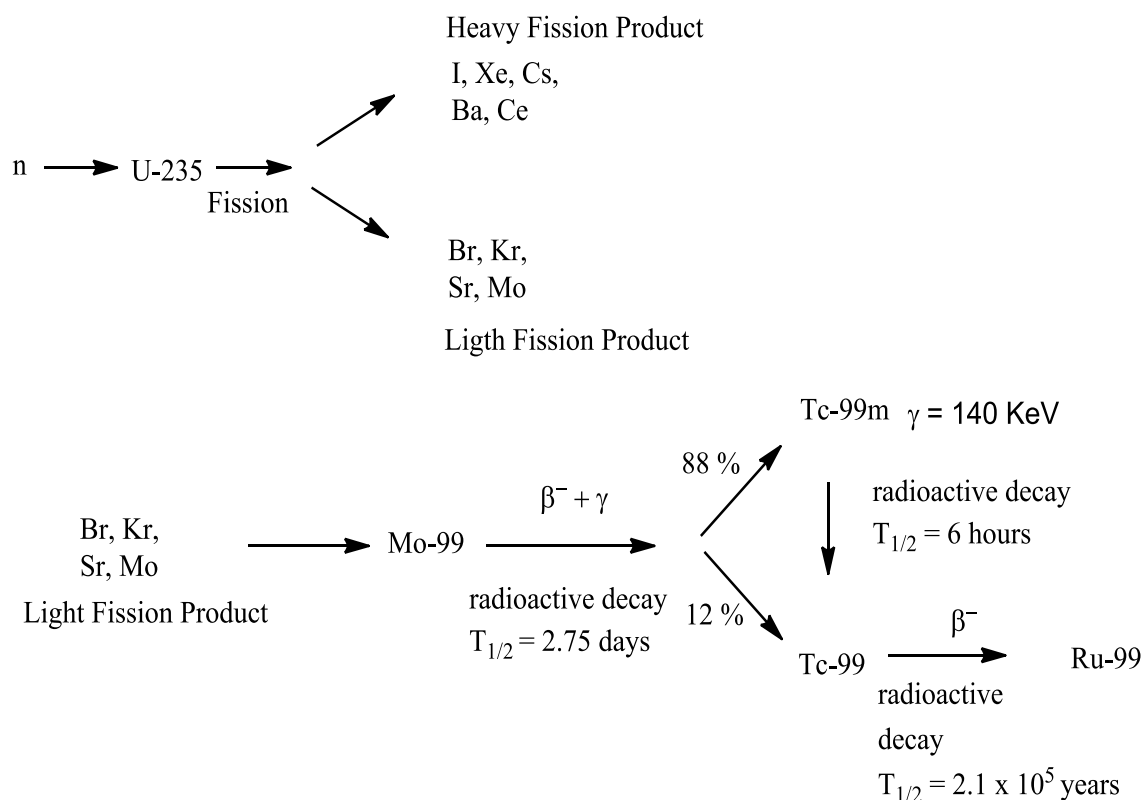 Heavy Fission Product
I, Xe, Cs,
Ba, Ce
n
U-235
Fission
Br, Kr,
Sr, Mo
Ligth Fission Product
Br, Kr,
Sr, Mo
Light Fission Product
Mo-99
β⁻ + γ
radioactive decay
T₁/₂ = 2.75 days
88 %
12 %
Tc-99m γ = 140 KeV
radioactive decay
T₁/₂ = 6 hours
Tc-99
β⁻
radioactive
decay
T₁/₂ = 2.1 x 10⁵ years
Ru-99